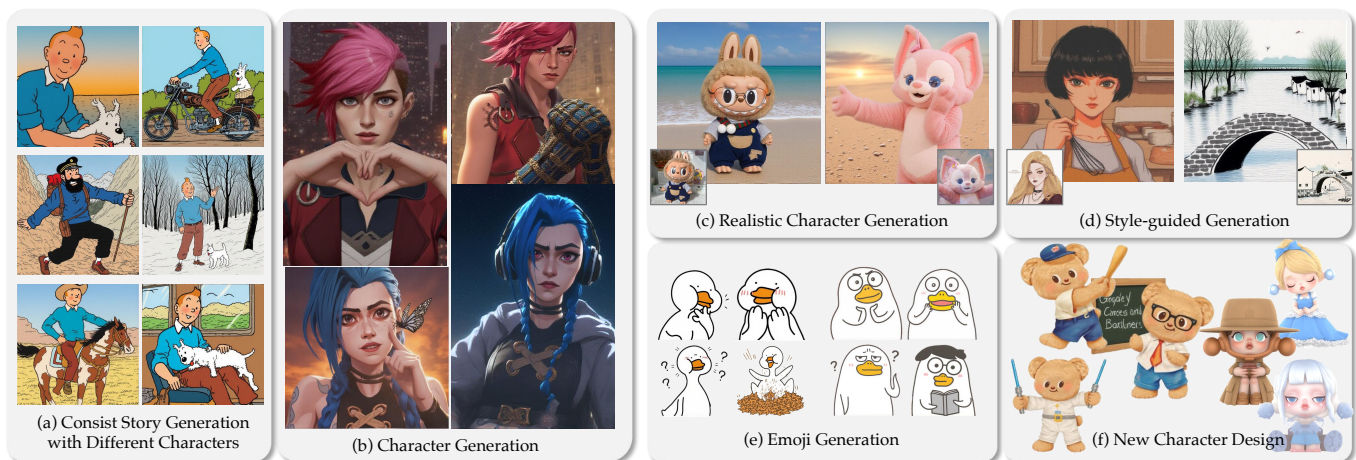 (a) Consist Story Generation
with Different Characters
(b) Character Generation
(c) Realistic Character Generation
(d) Style-guided Generation
?
?
?
?
?
?
?
(e) Emoji Generation
and
(f) New Character Design